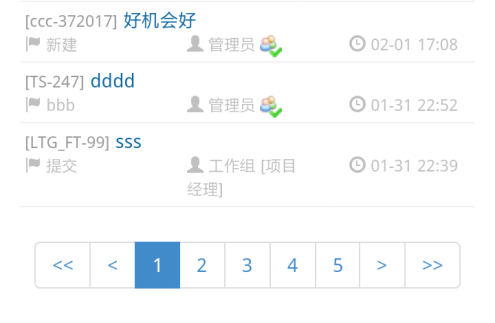 [ccc-372017] 好机会好
新建 管理员 02-01 17:08
[TS-247] dddd
bbb 管理员 01-31 22:52
[LTG_FT-99] sss
提交 工作组 [项目经理] 01-31 22:39
<< < 1 2 3 4 5 > >>